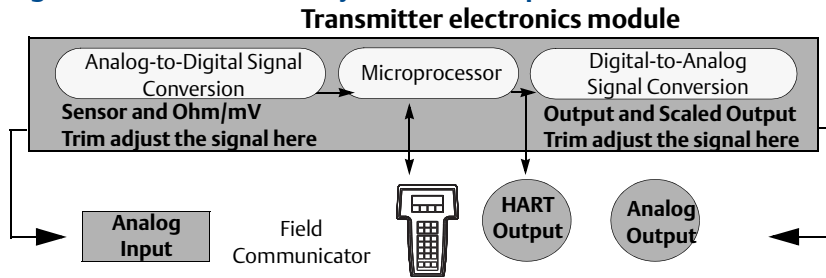 Transmitter electronics module
Analog-to-Digital Signal
Conversion
Microprocessor
Digital-to-Analog
Signal Conversion
Sensor and Ohm/mV
Trim adjust the signal here
Output and Scaled Output
Trim adjust the signal here
Analog
Input
Field
Communicator
HART
Output
Analog
Output